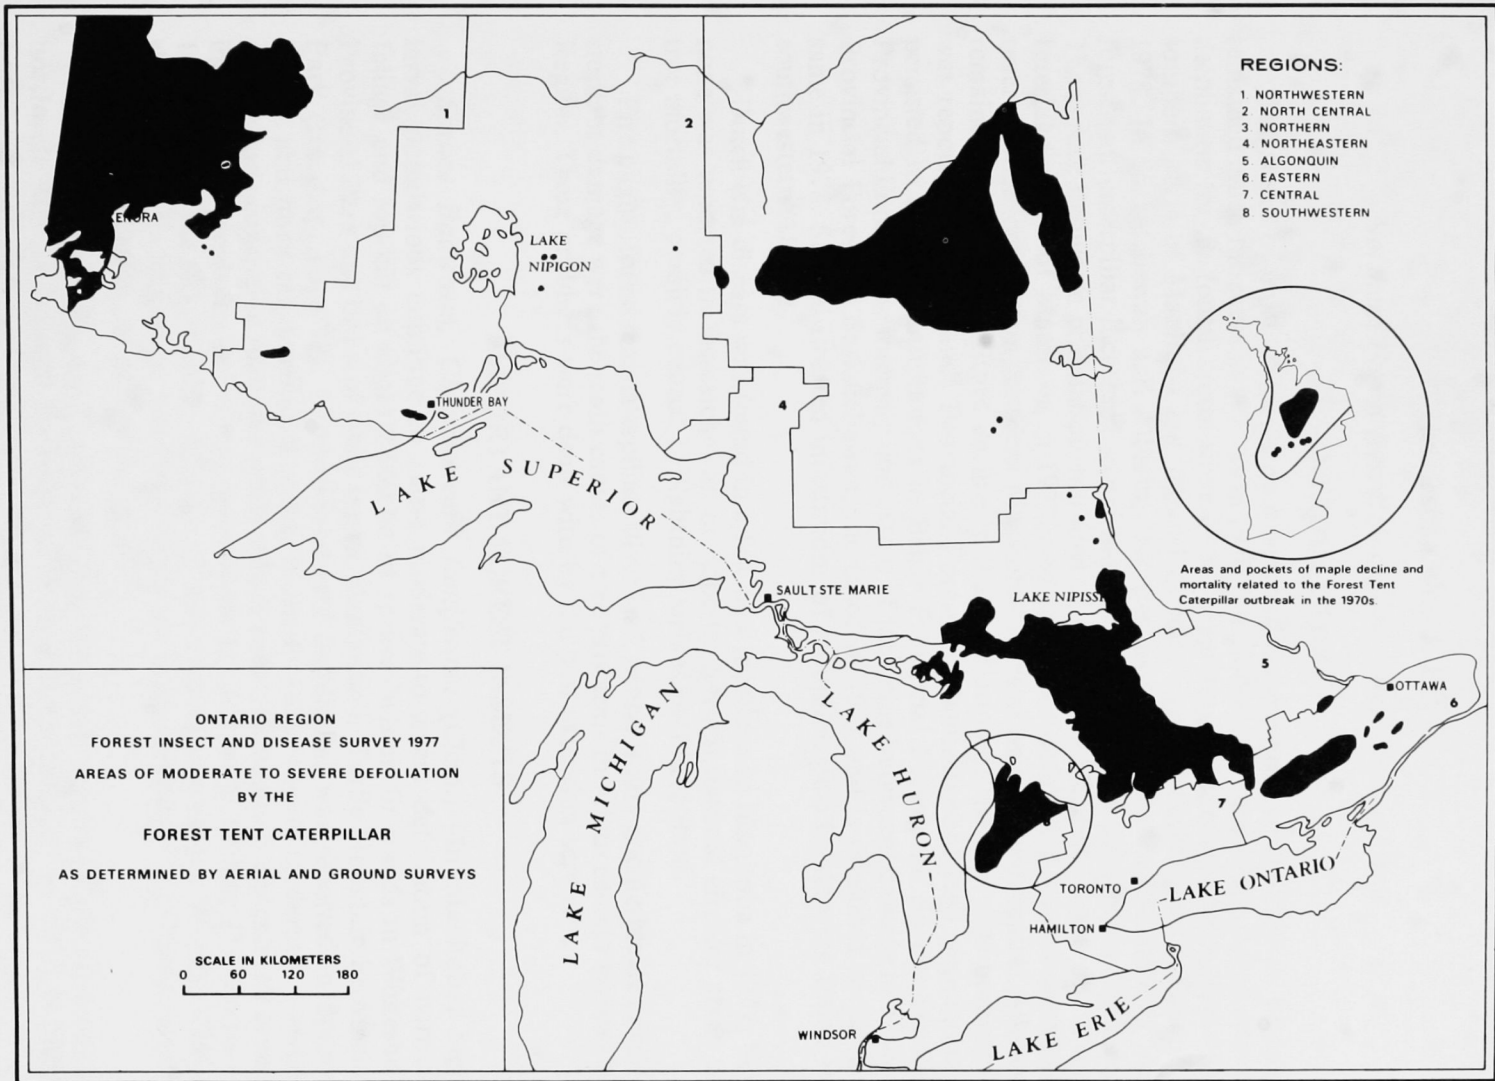 REGIONS:
1 NORTHWESTERN
2 NORTH CENTRAL
3 NORTHERN
4 NORTHEASTERN
5 ALGONQUIN
6 EASTERN
7 CENTRAL
8 SOUTHWESTERN
1
2
KENORA
LAKE
NIPIGON
THUNDER BAY
4
LAKE SUPERIOR
Areas and pockets of maple decline and
mortality related to the Forest Tent
Caterpillar outbreak in the 1970s.
SAULT STE MARIE
LAKE NIPISSI
5
OTTAWA
6
LAKE MICHIGAN
LAKE HURON
7
TORONTO
LAKE ONTARIO
HAMILTON
WINDSOR
LAKE ERIE
ONTARIO REGION
FOREST INSECT AND DISEASE SURVEY 1977
AREAS OF MODERATE TO SEVERE DEFOLIATION
BY THE
FOREST TENT CATERPILLAR
AS DETERMINED BY AERIAL AND GROUND SURVEYS
SCALE IN KILOMETERS
0 60 120 180